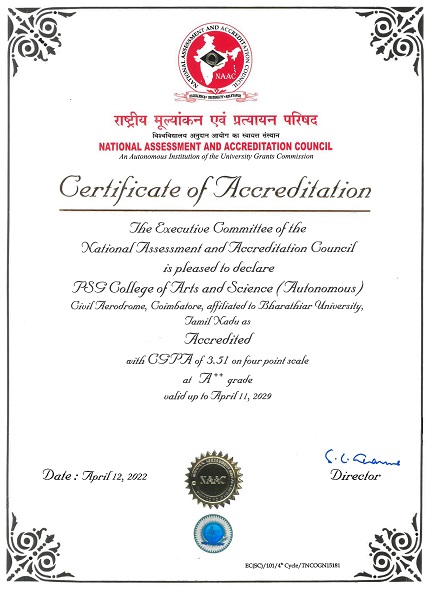 NATIONAL ASSESSMENT AND ACCREDITATION COUNCIL
NAAC
राष्ट्रीय मूल्यांकन एवं प्रत्यायन परिषद
विश्वविद्यालय अनुदान आयोग का स्वायत्त संस्थान
NATIONAL ASSESSMENT AND ACCREDITATION COUNCIL
An Autonomous Institution of the University Grants Commission
Certificate of Accreditation
The Executive Committee of the
National Assessment and Accreditation Council
is pleased to declare
PSG College of Arts and Science (Autonomous)
Civil Aerodrome, Coimbatore, affiliated to Bharathiar University,
Tamil Nadu as
Accredited
with CGPA of 3.51 on four point scale
at A++ grade
valid up to April 11, 2029
NAAC
Date : April 12, 2022
Director
EC(SC)/101/4th Cycle/TNCOGN15181